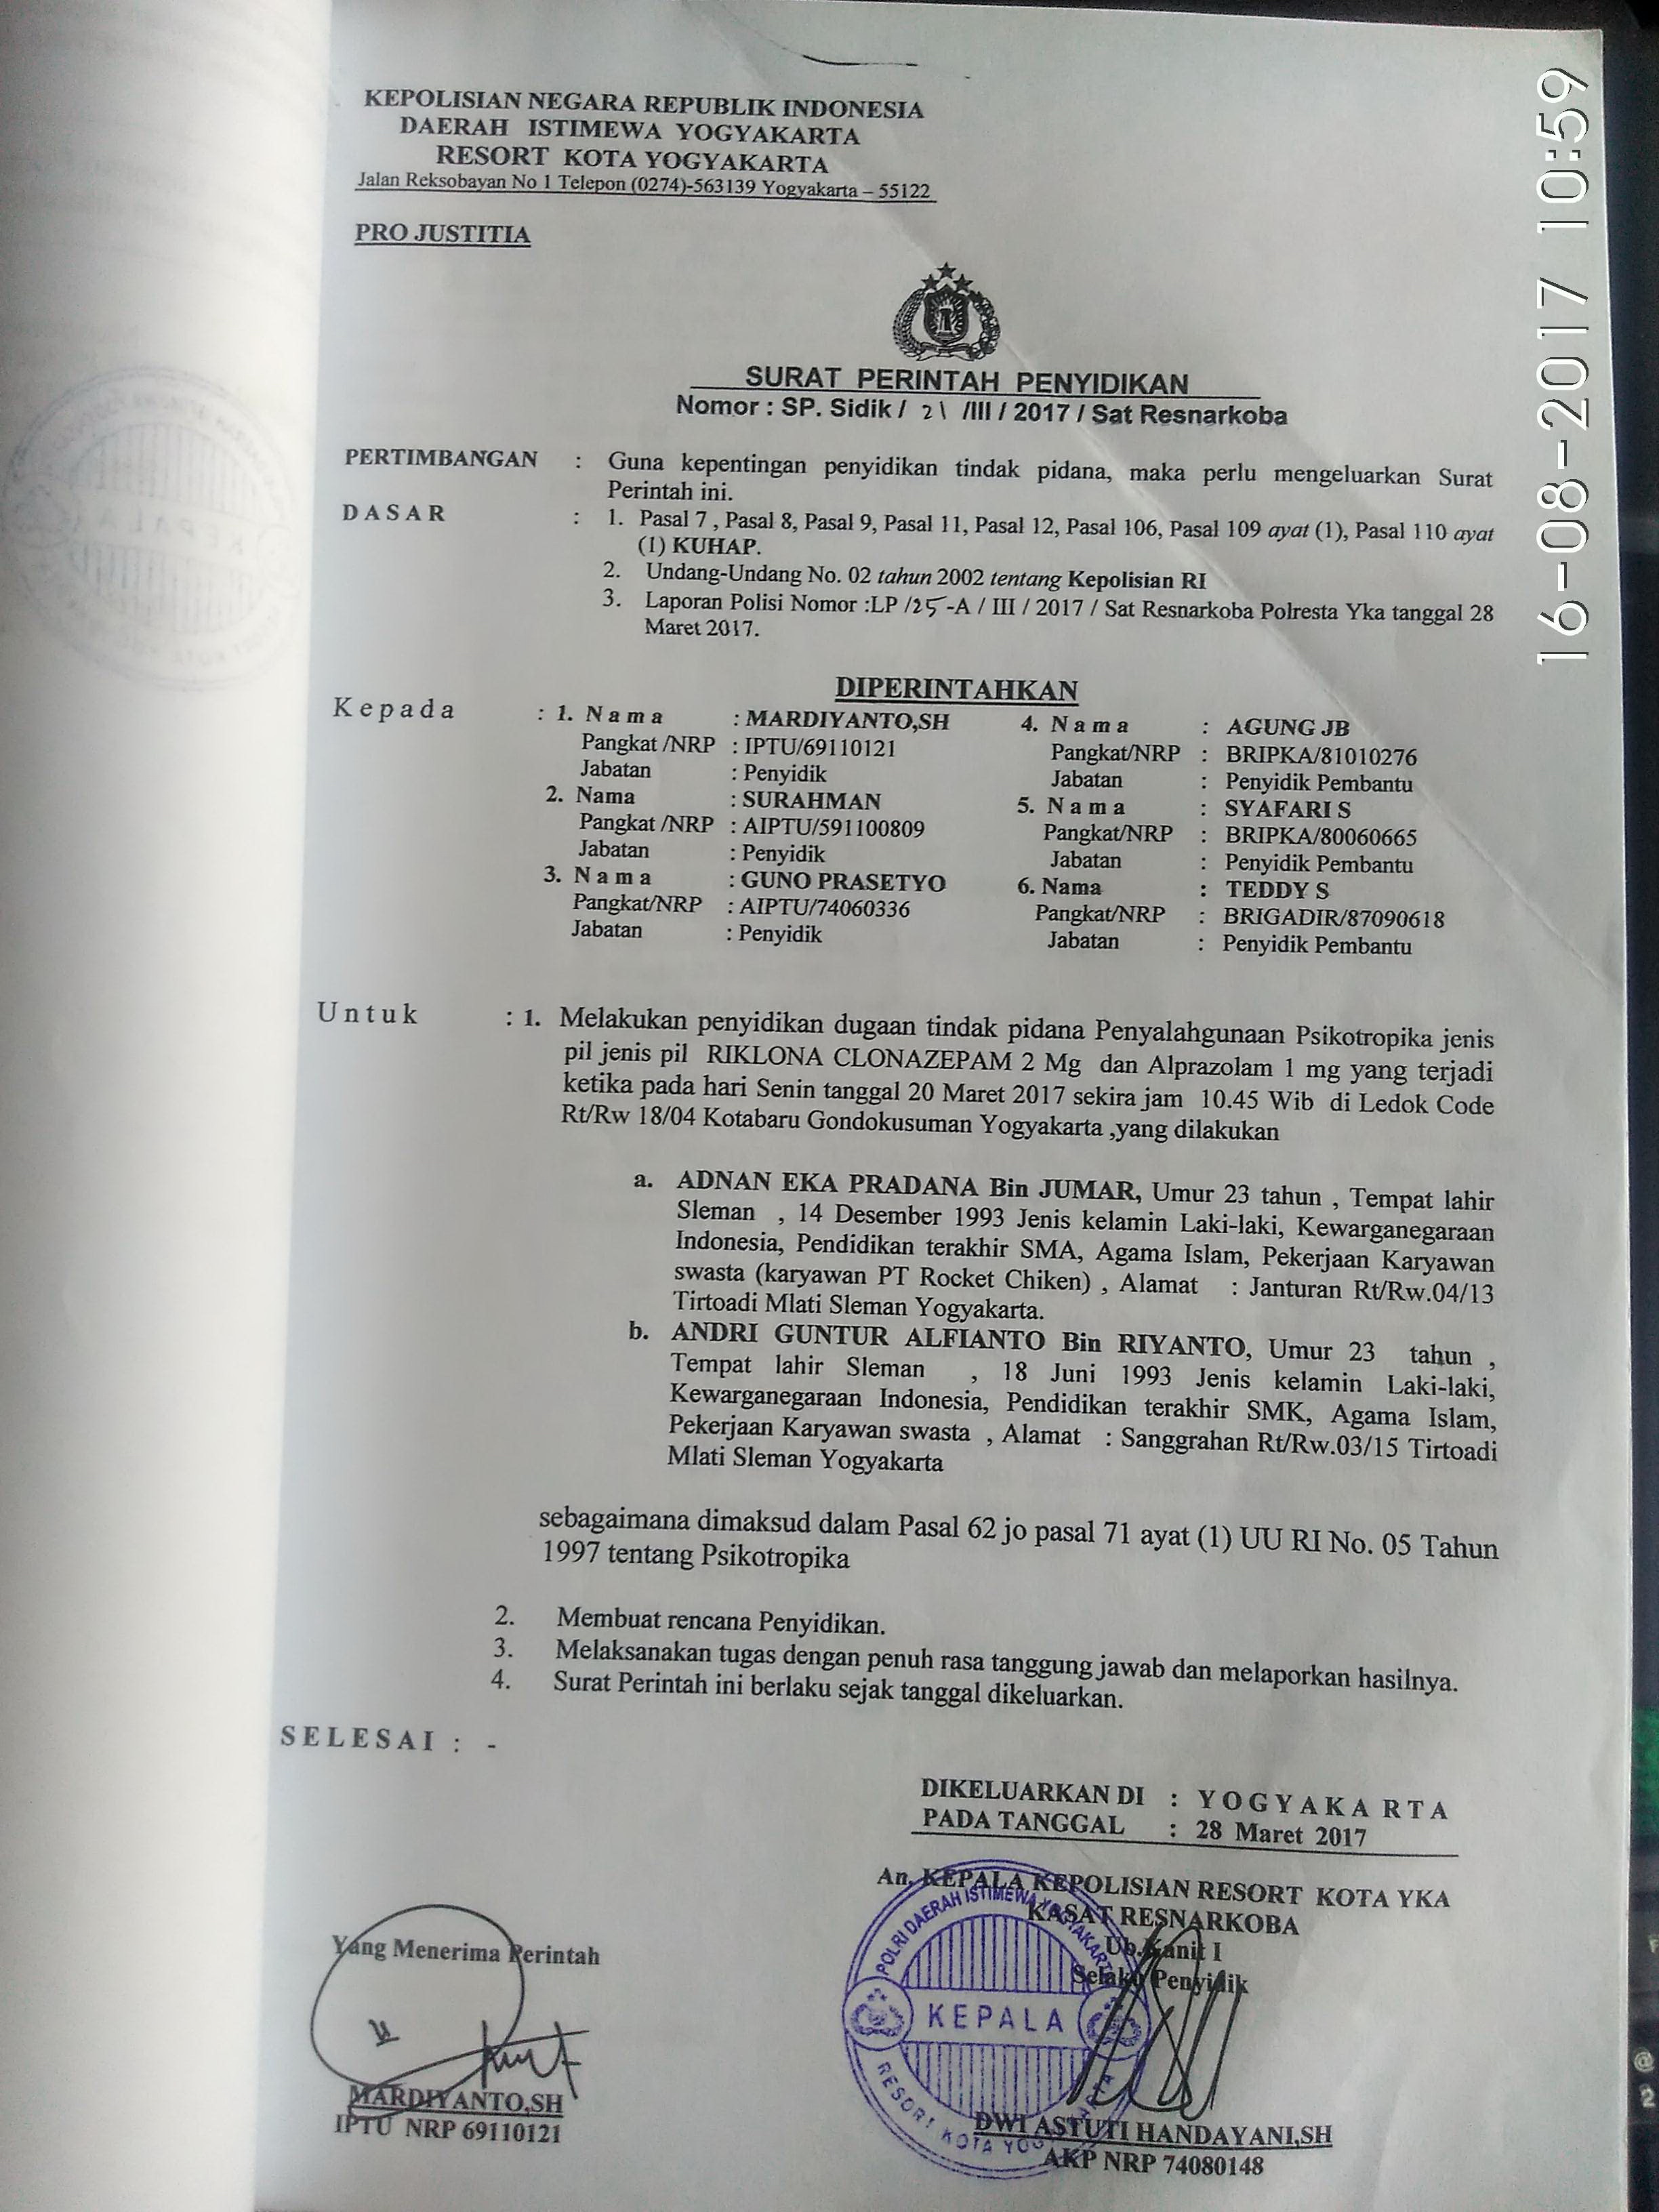 KEPOLISIAN NEGARA REPUBLIK INDONESIA
DAERAH ISTIMEWA YOGYAKARTA
RESORT KOTA YOGYAKARTA
Jalan Reksobayan No 1 Telepon (0274)-563139 Yogyakarta – 55122
PRO JUSTITIA
SURAT PERINTAH PENYIDIKAN
Nomor : SP. Sidik / 21 /III / 2017 / Sat Resnarkoba
PERTIMBANGAN : Guna kepentingan penyidikan tindak pidana, maka perlu mengeluarkan Surat
Perintah ini.
DASAR : 1. Pasal 7 , Pasal 8, Pasal 9, Pasal 11, Pasal 12, Pasal 106, Pasal 109 ayat (1), Pasal 110 ayat
(1) KUHAP.
2. Undang-Undang No. 02 tahun 2002 tentang Kepolisian RI
3. Laporan Polisi Nomor :LP /25-A / III / 2017 / Sat Resnarkoba Polresta Yka tanggal 28
Maret 2017.
DIPERINTAHKAN
Kepada : 1. Nama : MARDIYANTO,SH
Pangkat /NRP : IPTU/69110121
Jabatan : Penyidik
2. Nama : SURAHMAN
Pangkat /NRP : AIPTU/591100809
Jabatan : Penyidik
3. Nama : GUNO PRASETYO
Pangkat/NRP : AIPTU/74060336
Jabatan : Penyidik
4. Nama : AGUNG JB
Pangkat/NRP : BRIPKA/81010276
Jabatan : Penyidik Pembantu
5. Nama : SYAFARI S
Pangkat/NRP : BRIPKA/80060665
Jabatan : Penyidik Pembantu
6. Nama : TEDDY S
Pangkat/NRP : BRIGADIR/87090618
Jabatan : Penyidik Pembantu
Untuk : 1. Melakukan penyidikan dugaan tindak pidana Penyalahgunaan Psikotropika jenis
pil jenis pil RIKLONA CLONAZEPAM 2 Mg dan Alprazolam 1 mg yang terjadi
ketika pada hari Senin tanggal 20 Maret 2017 sekira jam 10.45 Wib di Ledok Code
Rt/Rw 18/04 Kotabaru Gondokusuman Yogyakarta ,yang dilakukan
a. ADNAN EKA PRADANA Bin JUMAR, Umur 23 tahun , Tempat lahir
Sleman , 14 Desember 1993 Jenis kelamin Laki-laki, Kewarganegaraan
Indonesia, Pendidikan terakhir SMA, Agama Islam, Pekerjaan Karyawan
swasta (karyawan PT Rocket Chiken) , Alamat : Janturan Rt/Rw.04/13
Tirtoadi Mlati Sleman Yogyakarta.
b. ANDRI GUNTUR ALFIANTO Bin RIYANTO, Umur 23 tahun ,
Tempat lahir Sleman , 18 Juni 1993 Jenis kelamin Laki-laki,
Kewarganegaraan Indonesia, Pendidikan terakhir SMK, Agama Islam,
Pekerjaan Karyawan swasta , Alamat : Sanggrahan Rt/Rw.03/15 Tirtoadi
Mlati Sleman Yogyakarta
sebagaimana dimaksud dalam Pasal 62 jo pasal 71 ayat (1) UU RI No. 05 Tahun
1997 tentang Psikotropika
2. Membuat rencana Penyidikan.
3. Melaksanakan tugas dengan penuh rasa tanggung jawab dan melaporkan hasilnya.
4. Surat Perintah ini berlaku sejak tanggal dikeluarkan.
SELESAI : -
DIKELUARKAN DI : YOGYAKARTA
PADA TANGGAL : 28 Maret 2017
An. KEPALA KEPOLISIAN RESORT KOTA YKA
KASAT RESNARKOBA
Ub.Kanit I
Selaku Penyidik
POLRI DAERAH ISTIMEWA YOGYAKARTA
KEPALA
RESORT KOTA YOGYAKARTA
DWI ASTUTI HANDAYANI,SH
AKP NRP 74080148
Yang Menerima Perintah
MARDIYANTO,SH
IPTU NRP 69110121
16-08-2017 10:59